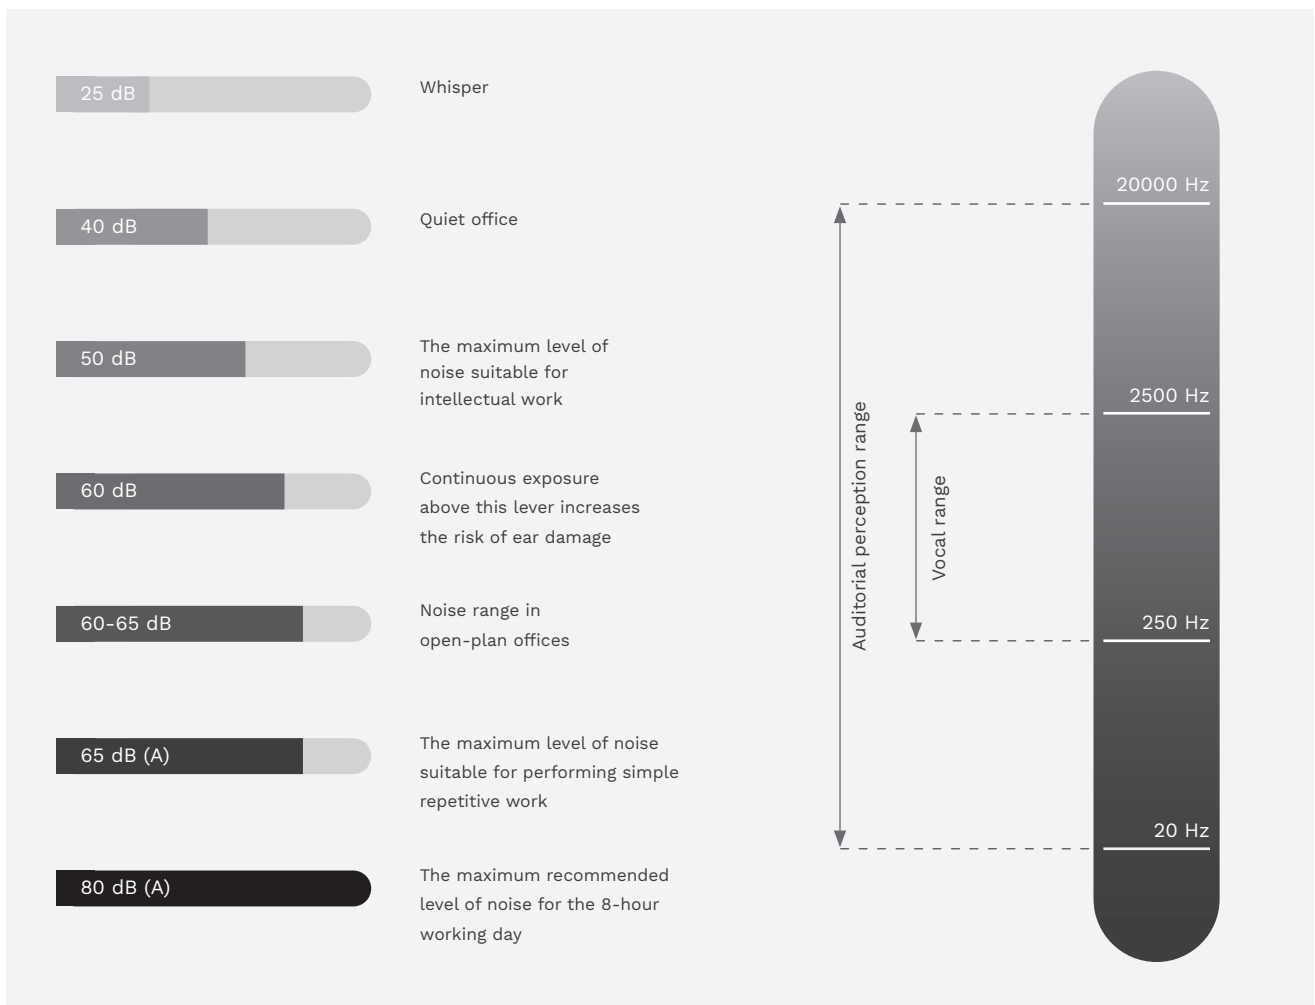 25 dB
Whisper
40 dB
Quiet office
50 dB
The maximum level of
noise suitable for
intellectual work
60 dB
Continuous exposure
above this lever increases
the risk of ear damage
60-65 dB
Noise range in
open-plan offices
65 dB (A)
The maximum level of noise
suitable for performing simple
repetitive work
80 dB (A)
The maximum recommended
level of noise for the 8-hour
working day
Auditorial perception range
Vocal range
20000 Hz
2500 Hz
250 Hz
20 Hz